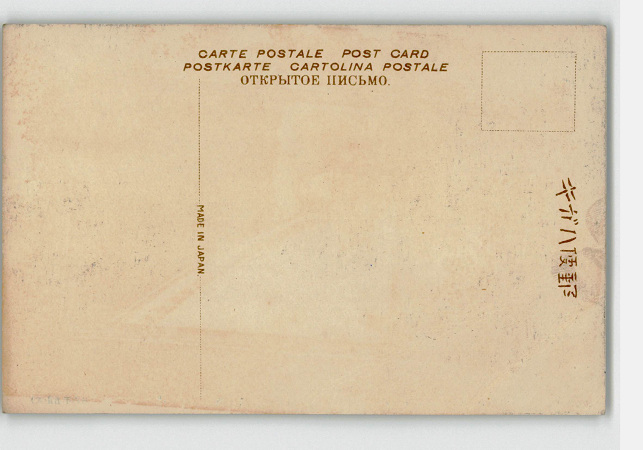 CARTE POSTALE POST CARD
POSTKARTE CARTOLINA POSTALE
ОТКРЫТОЕ ПИСЬМО.
MADE IN JAPAN.
キガハ便郵